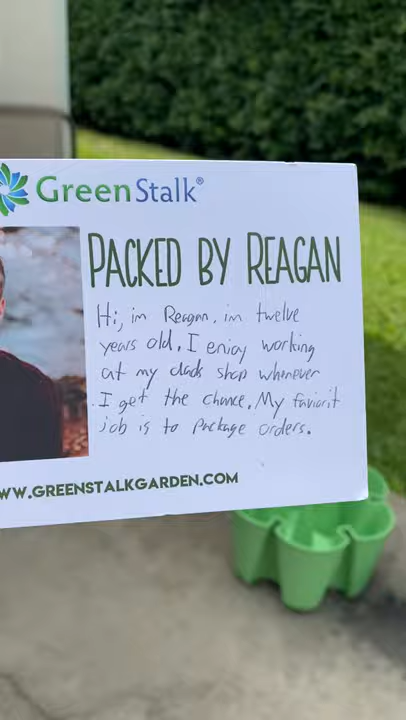 GreenStalk®
PACKED BY REAGAN
Hi, im Reagan. im twelve
years old. I enjoy working
at my dads shop whenever
I get the chance. My faviorit
job is to package orders.
WW.GREENSTALKGARDEN.COM